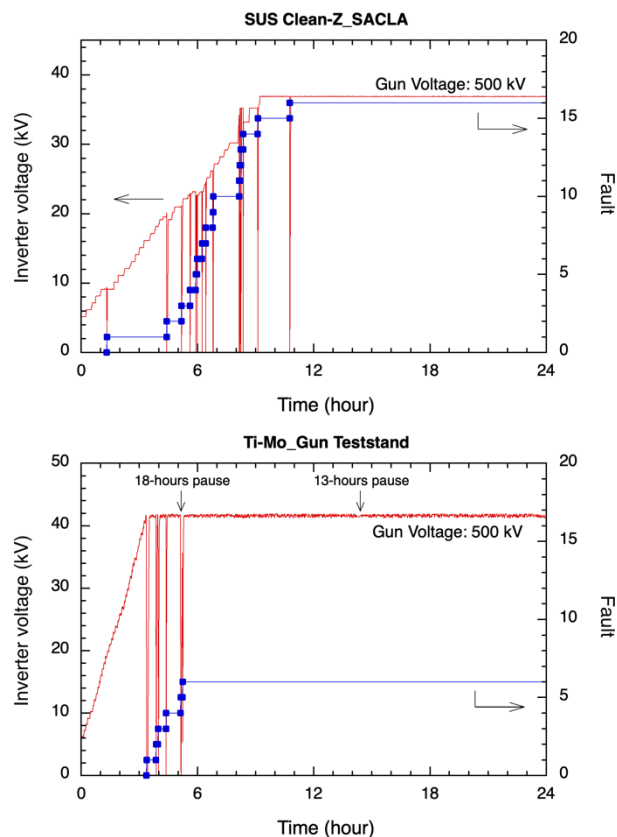 SUS Clean-Z_SACLA
Inverter voltage (kV)
40
30
20
10
0
Gun Voltage: 500 kV
20
15
10
5
0
Fault
0 6 12 18 24
Time (hour)
Ti-Mo_Gun Teststand
Inverter voltage (kV)
50
40
30
20
10
0
18-hours pause 13-hours pause
Gun Voltage: 500 kV
20
15
10
5
0
Fault
0 6 12 18 24
Time (hour)